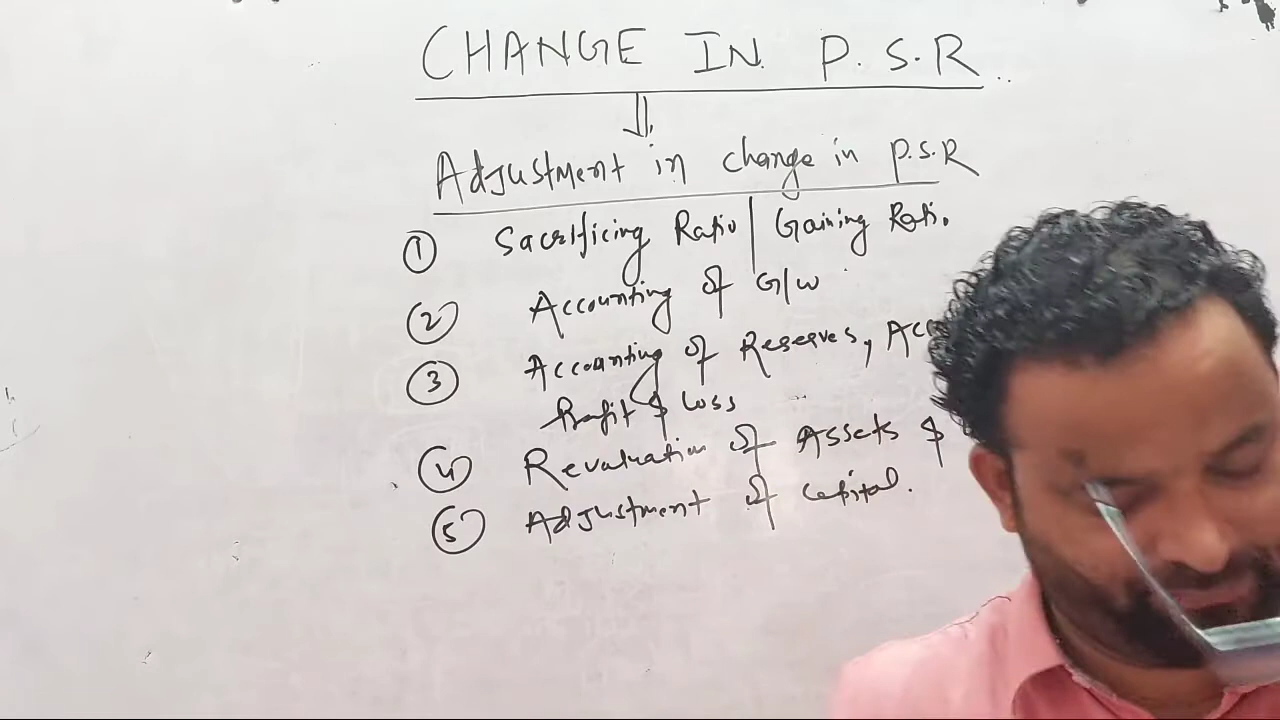 CHANGE IN P.S.R
Adjustment in change in P.S.R
① Sacrificing Ratio | Gaining Ratio.
② Accounting of G/w
③ Accounting of Reserves,
Profit & Loss
④ Revaluation of Assets &
⑤ Adjustment of Capital.